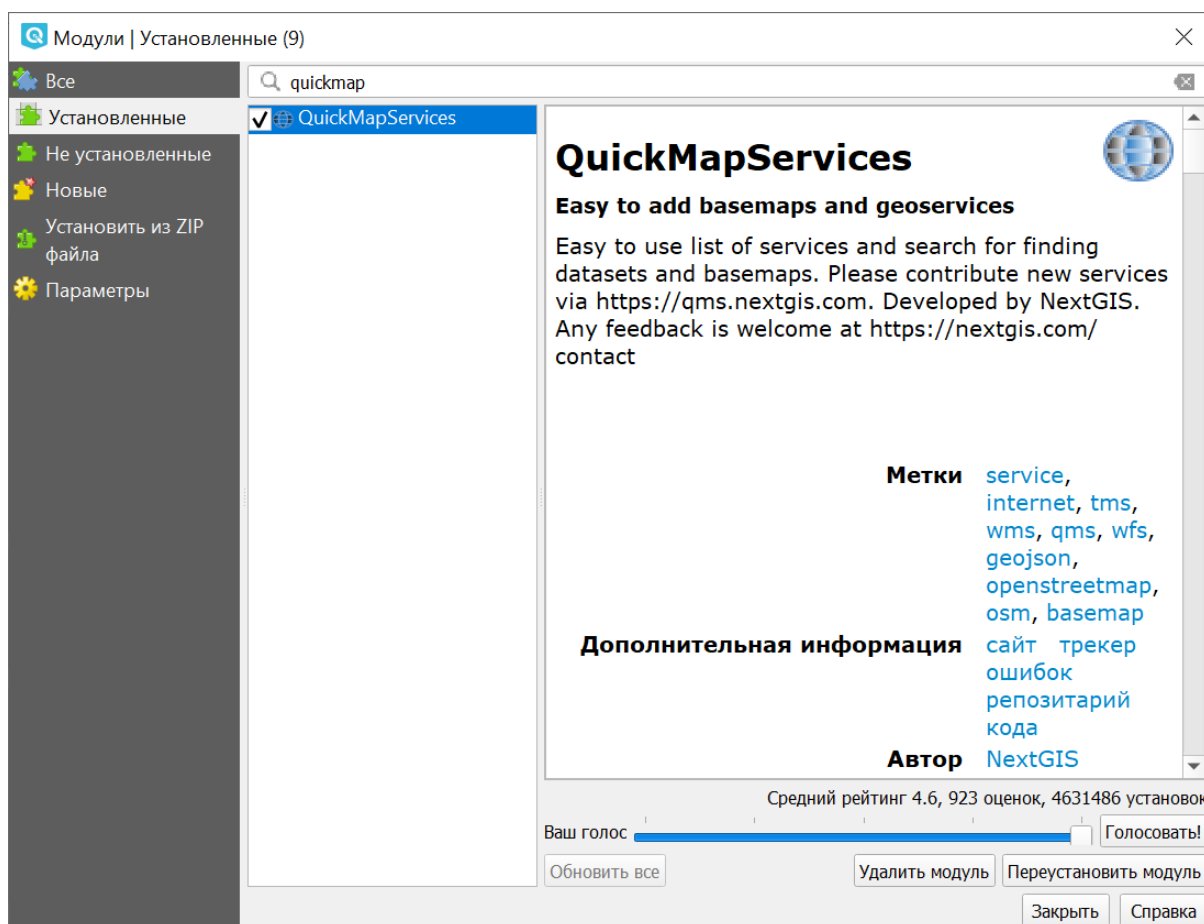 Модули | Установленные (9)
Все
Установленные
Не установленные
Новые
Установить из ZIP
файла
Параметры
quickmap
QuickMapServices
QuickMapServices
Easy to add basemaps and geoservices
Easy to use list of services and search for finding
datasets and basemaps. Please contribute new services
via https://qms.nextgis.com. Developed by NextGIS.
Any feedback is welcome at https://nextgis.com/
contact
Метки service,
internet, tms,
wms, qms, wfs,
geojson,
openstreetmap,
osm, basemap
Дополнительная информация сайт трекер
ошибок
репозитарий
кода
Автор NextGIS
Средний рейтинг 4.6, 923 оценок, 4631486 установок
Ваш голос Голосовать!
Обновить все Удалить модуль Переустановить модуль
Закрыть Справка